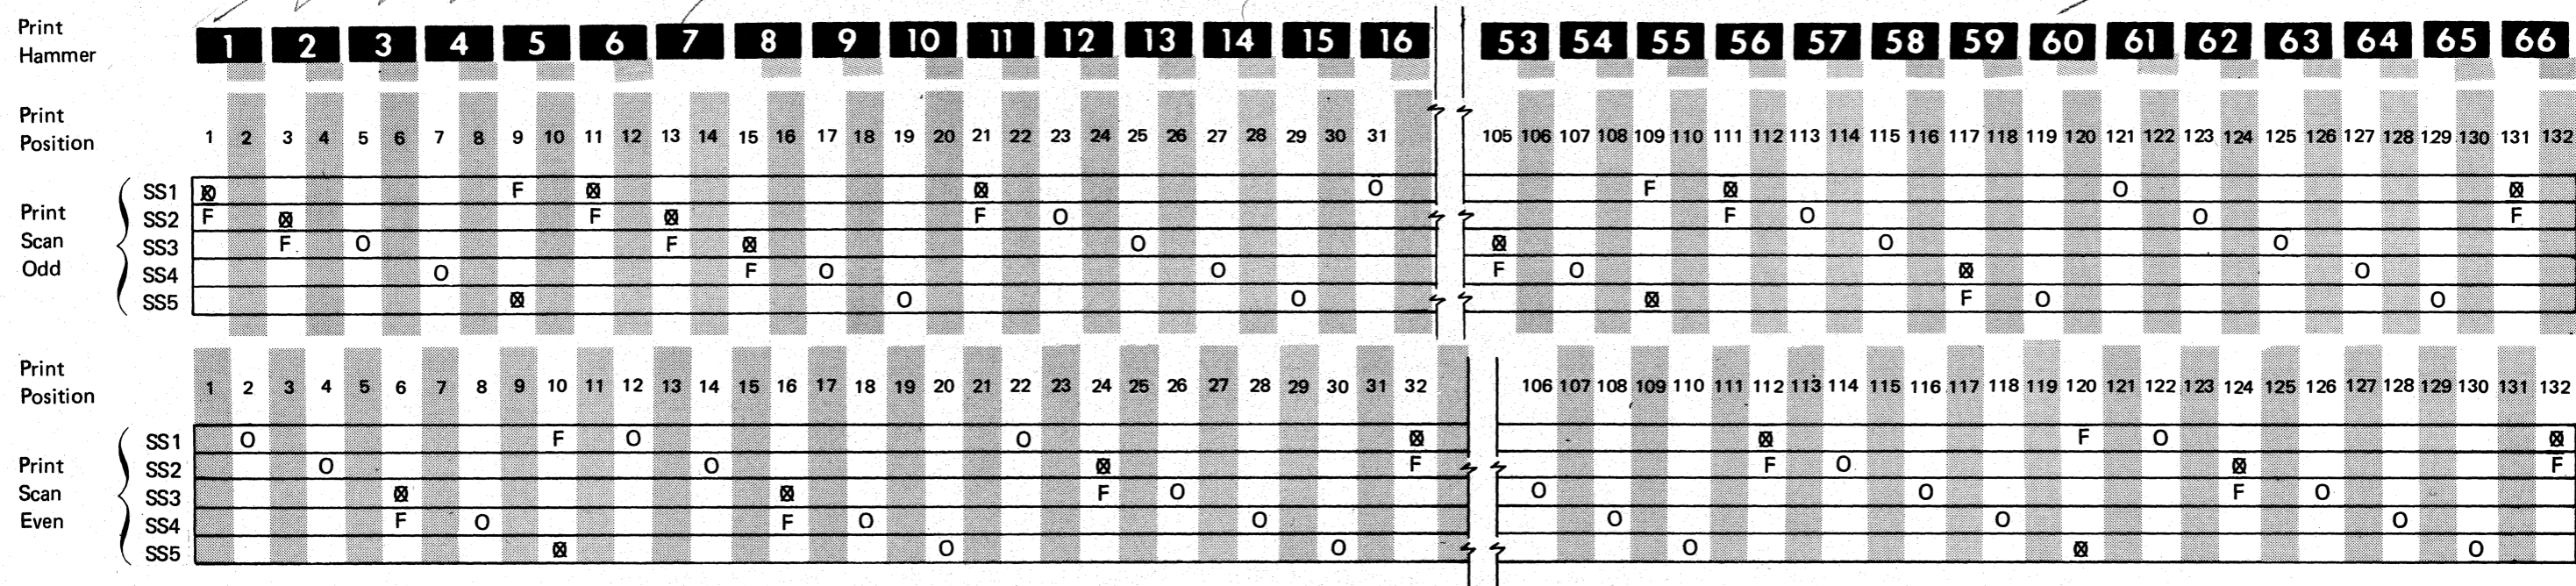 Print Hammer 1 2 3 4 5 6 7 8 9 10 11 12 13 14 15 16 53 54 55 56 57 58 59 60 61 62 63 64 65 66
Print Position 1 2 3 4 5 6 7 8 9 10 11 12 13 14 15 16 17 18 19 20 21 22 23 24 25 26 27 28 29 30 31 105 106 107 108 109 110 111 112 113 114 115 116 117 118 119 120 121 122 123 124 125 126 127 128 129 130 131 132
Print Scan Odd
SS1 ⊠ F ⊠ ⊠ O F ⊠ O ⊠
SS2 F ⊠ F ⊠ F O F O O F
SS3 F O F ⊠ O ⊠ O O
SS4 O F O O F O ⊠ O
SS5 ⊠ O O ⊠ F O O
Print Position 1 2 3 4 5 6 7 8 9 10 11 12 13 14 15 16 17 18 19 20 21 22 23 24 25 26 27 28 29 30 31 32 106 107 108 109 110 111 112 113 114 115 116 117 118 119 120 121 122 123 124 125 126 127 128 129 130 131 132
Print Scan Even
SS1 O F O O ⊠ ⊠ F O ⊠
SS2 O O ⊠ F F O ⊠ F
SS3 ⊠ ⊠ F O O O F O
SS4 F O F O O O O O
SS5 ⊠ O O O ⊠ O